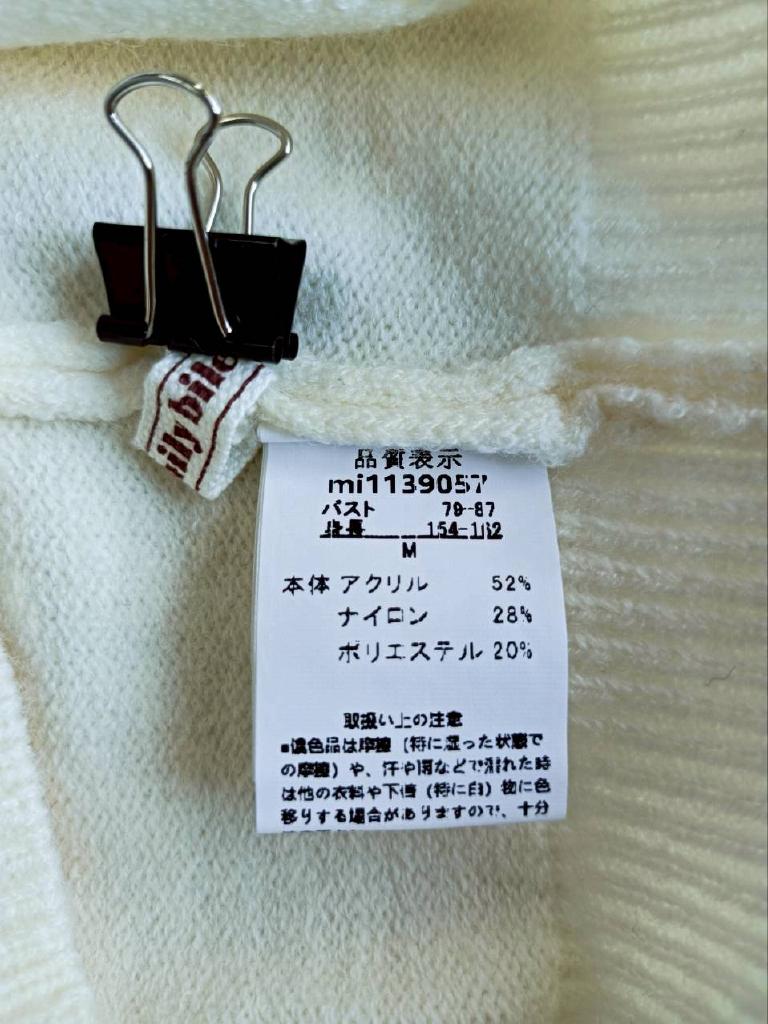 ily bil
品質表示
mi1139057
バスト 79-87
身長 154-162
M
本体 アクリル 52%
ナイロン 28%
ポリエステル 20%
取扱い上の注意
■濃色品は摩擦（特に湿った状態で
の摩擦）や、汗や雨などで濡れた時
は他の衣料や下着（特に白）物に色
移りする場合がありますので、十分